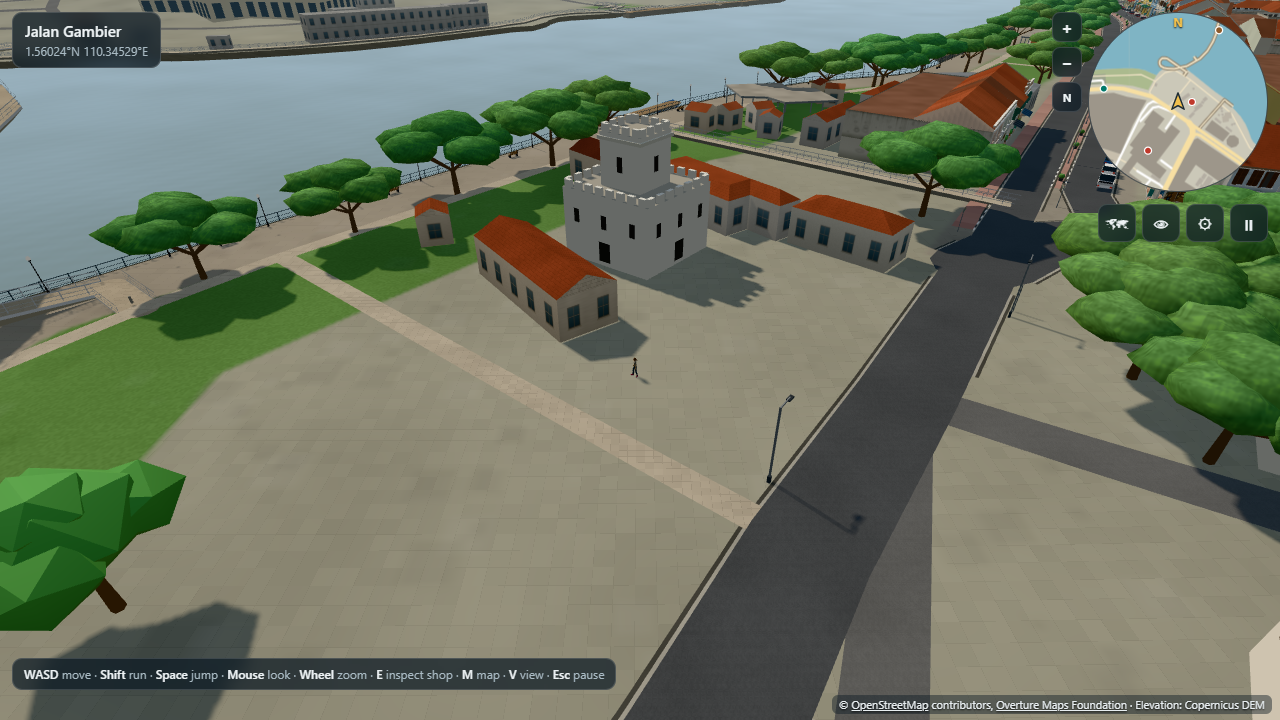 Jalan Gambier
1.56024°N 110.34529°E
N
+
−
N
WASD move · Shift run · Space jump · Mouse look · Wheel zoom · E inspect shop · M map · V view · Esc pause
© OpenStreetMap contributors, Overture Maps Foundation · Elevation: Copernicus DEM